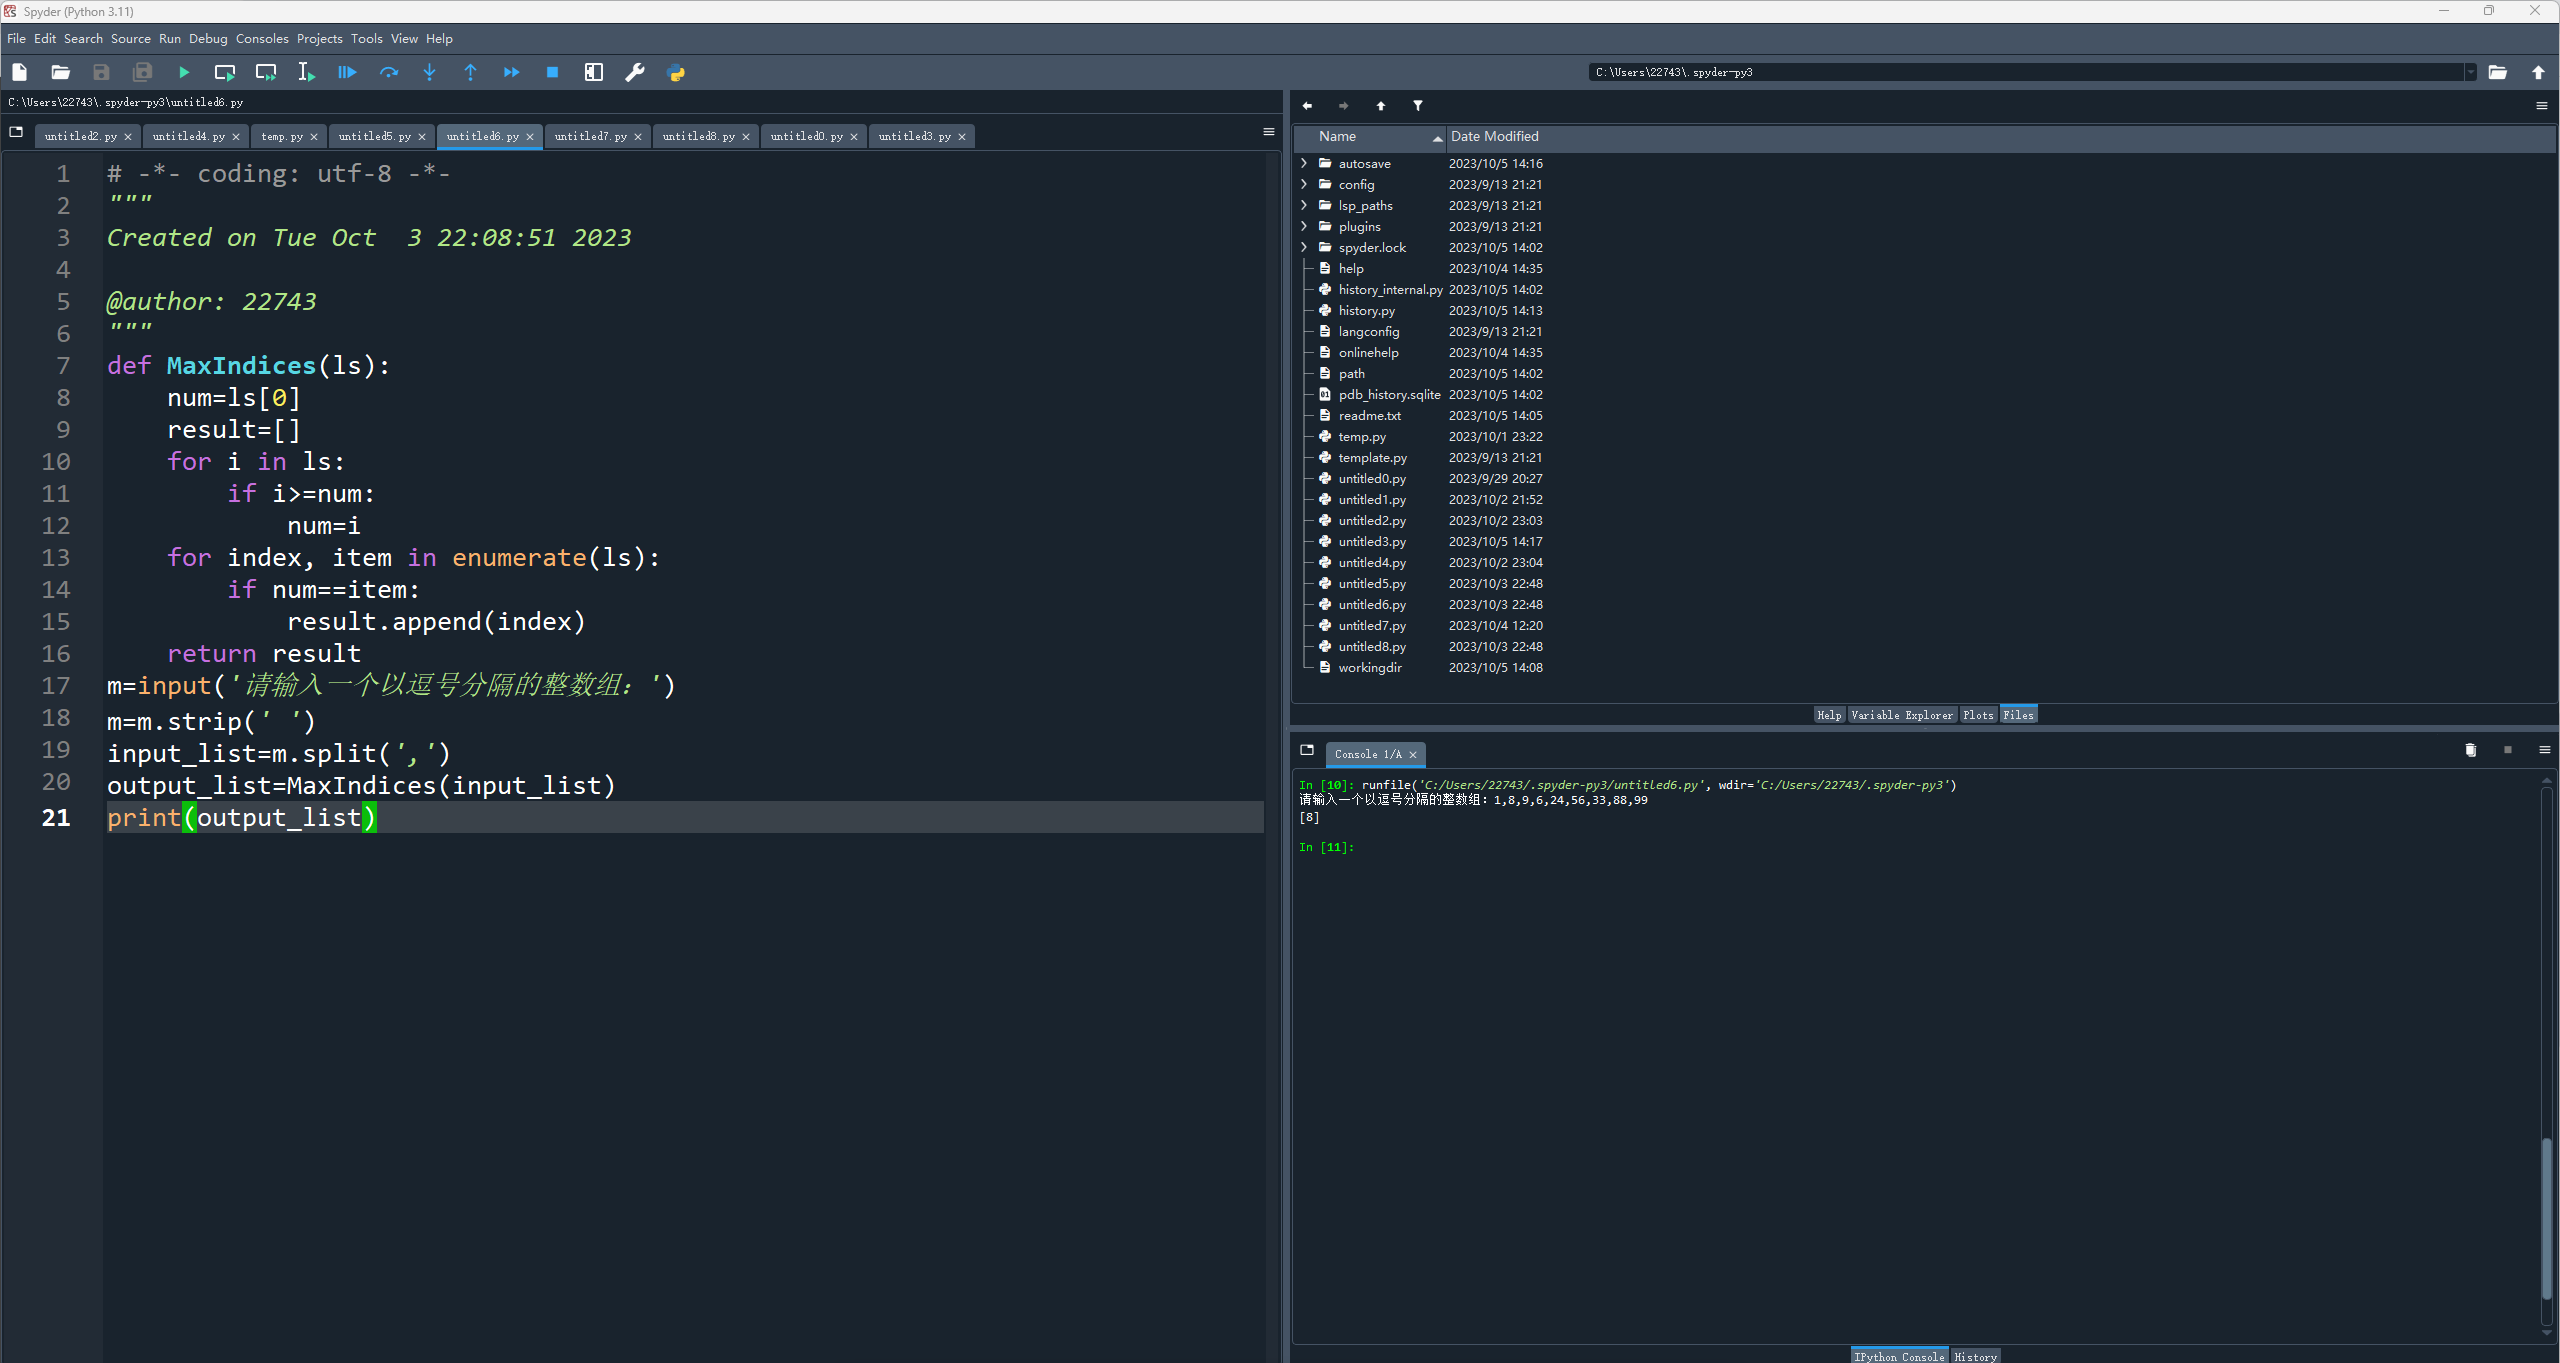 Spyder (Python 3.11)
File Edit Search Source Run Debug Consoles Projects Tools View Help
C:\Users\22743\.spyder-py3
C:\Users\22743\.spyder-py3\untitled6.py
untitled2.py untitled4.py temp.py untitled5.py untitled6.py untitled7.py untitled8.py untitled0.py untitled3.py
1 # -*- coding: utf-8 -*-
2 """
3 Created on Tue Oct  3 22:08:51 2023
4
5 @author: 22743
6 """
7 def MaxIndices(ls):
8     num=ls[0]
9     result=[]
10     for i in ls:
11         if i>=num:
12             num=i
13     for index, item in enumerate(ls):
14         if num==item:
15             result.append(index)
16     return result
17 m=input('请输入一个以逗号分隔的整数组：')
18 m=m.strip(' ')
19 input_list=m.split(',')
20 output_list=MaxIndices(input_list)
21 print(output_list)
Name Date Modified
autosave 2023/10/5 14:16
config 2023/9/13 21:21
lsp_paths 2023/9/13 21:21
plugins 2023/9/13 21:21
spyder.lock 2023/10/5 14:02
help 2023/10/4 14:35
history_internal.py 2023/10/5 14:02
history.py 2023/10/5 14:13
langconfig 2023/9/13 21:21
onlinehelp 2023/10/4 14:35
path 2023/10/5 14:02
pdb_history.sqlite 2023/10/5 14:02
readme.txt 2023/10/5 14:05
temp.py 2023/10/1 23:22
template.py 2023/9/13 21:21
untitled0.py 2023/9/29 20:27
untitled1.py 2023/10/2 21:52
untitled2.py 2023/10/2 23:03
untitled3.py 2023/10/5 14:17
untitled4.py 2023/10/2 23:04
untitled5.py 2023/10/3 22:48
untitled6.py 2023/10/3 22:48
untitled7.py 2023/10/4 12:20
untitled8.py 2023/10/3 22:48
workingdir 2023/10/5 14:08
Help Variable Explorer Plots Files
Console 1/A
In [10]: runfile('C:/Users/22743/.spyder-py3/untitled6.py', wdir='C:/Users/22743/.spyder-py3')
请输入一个以逗号分隔的整数组：1,8,9,6,24,56,33,88,99
[8]
In [11]:
IPython Console History